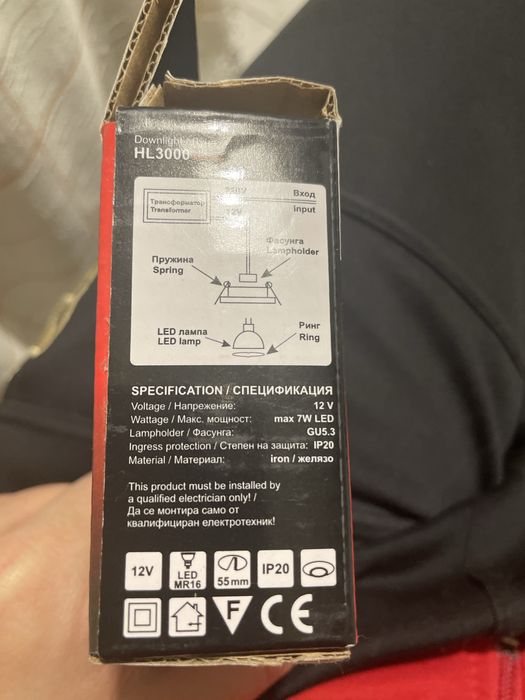 Downlight
HL3000
Трансформатор
Transformer
230V
Вход
12V
Input
Фасунга
Lampholder
Пружина
Spring
LED лампа
LED lamp
Ринг
Ring
SPECIFICATION / СПЕЦИФИКАЦИЯ
Voltage / Напрежение: 12 V
Wattage / Макс. мощност: max 7W LED
Lampholder / Фасунга: GU5.3
Ingress protection / Степен на защита: IP20
Material / Материал: iron / желязо
This product must be installed by
a qualified electrician only! /
Да се монтира само от
квалифициран електротехник!
12V
LED
MR16
55mm
IP20
F
CE